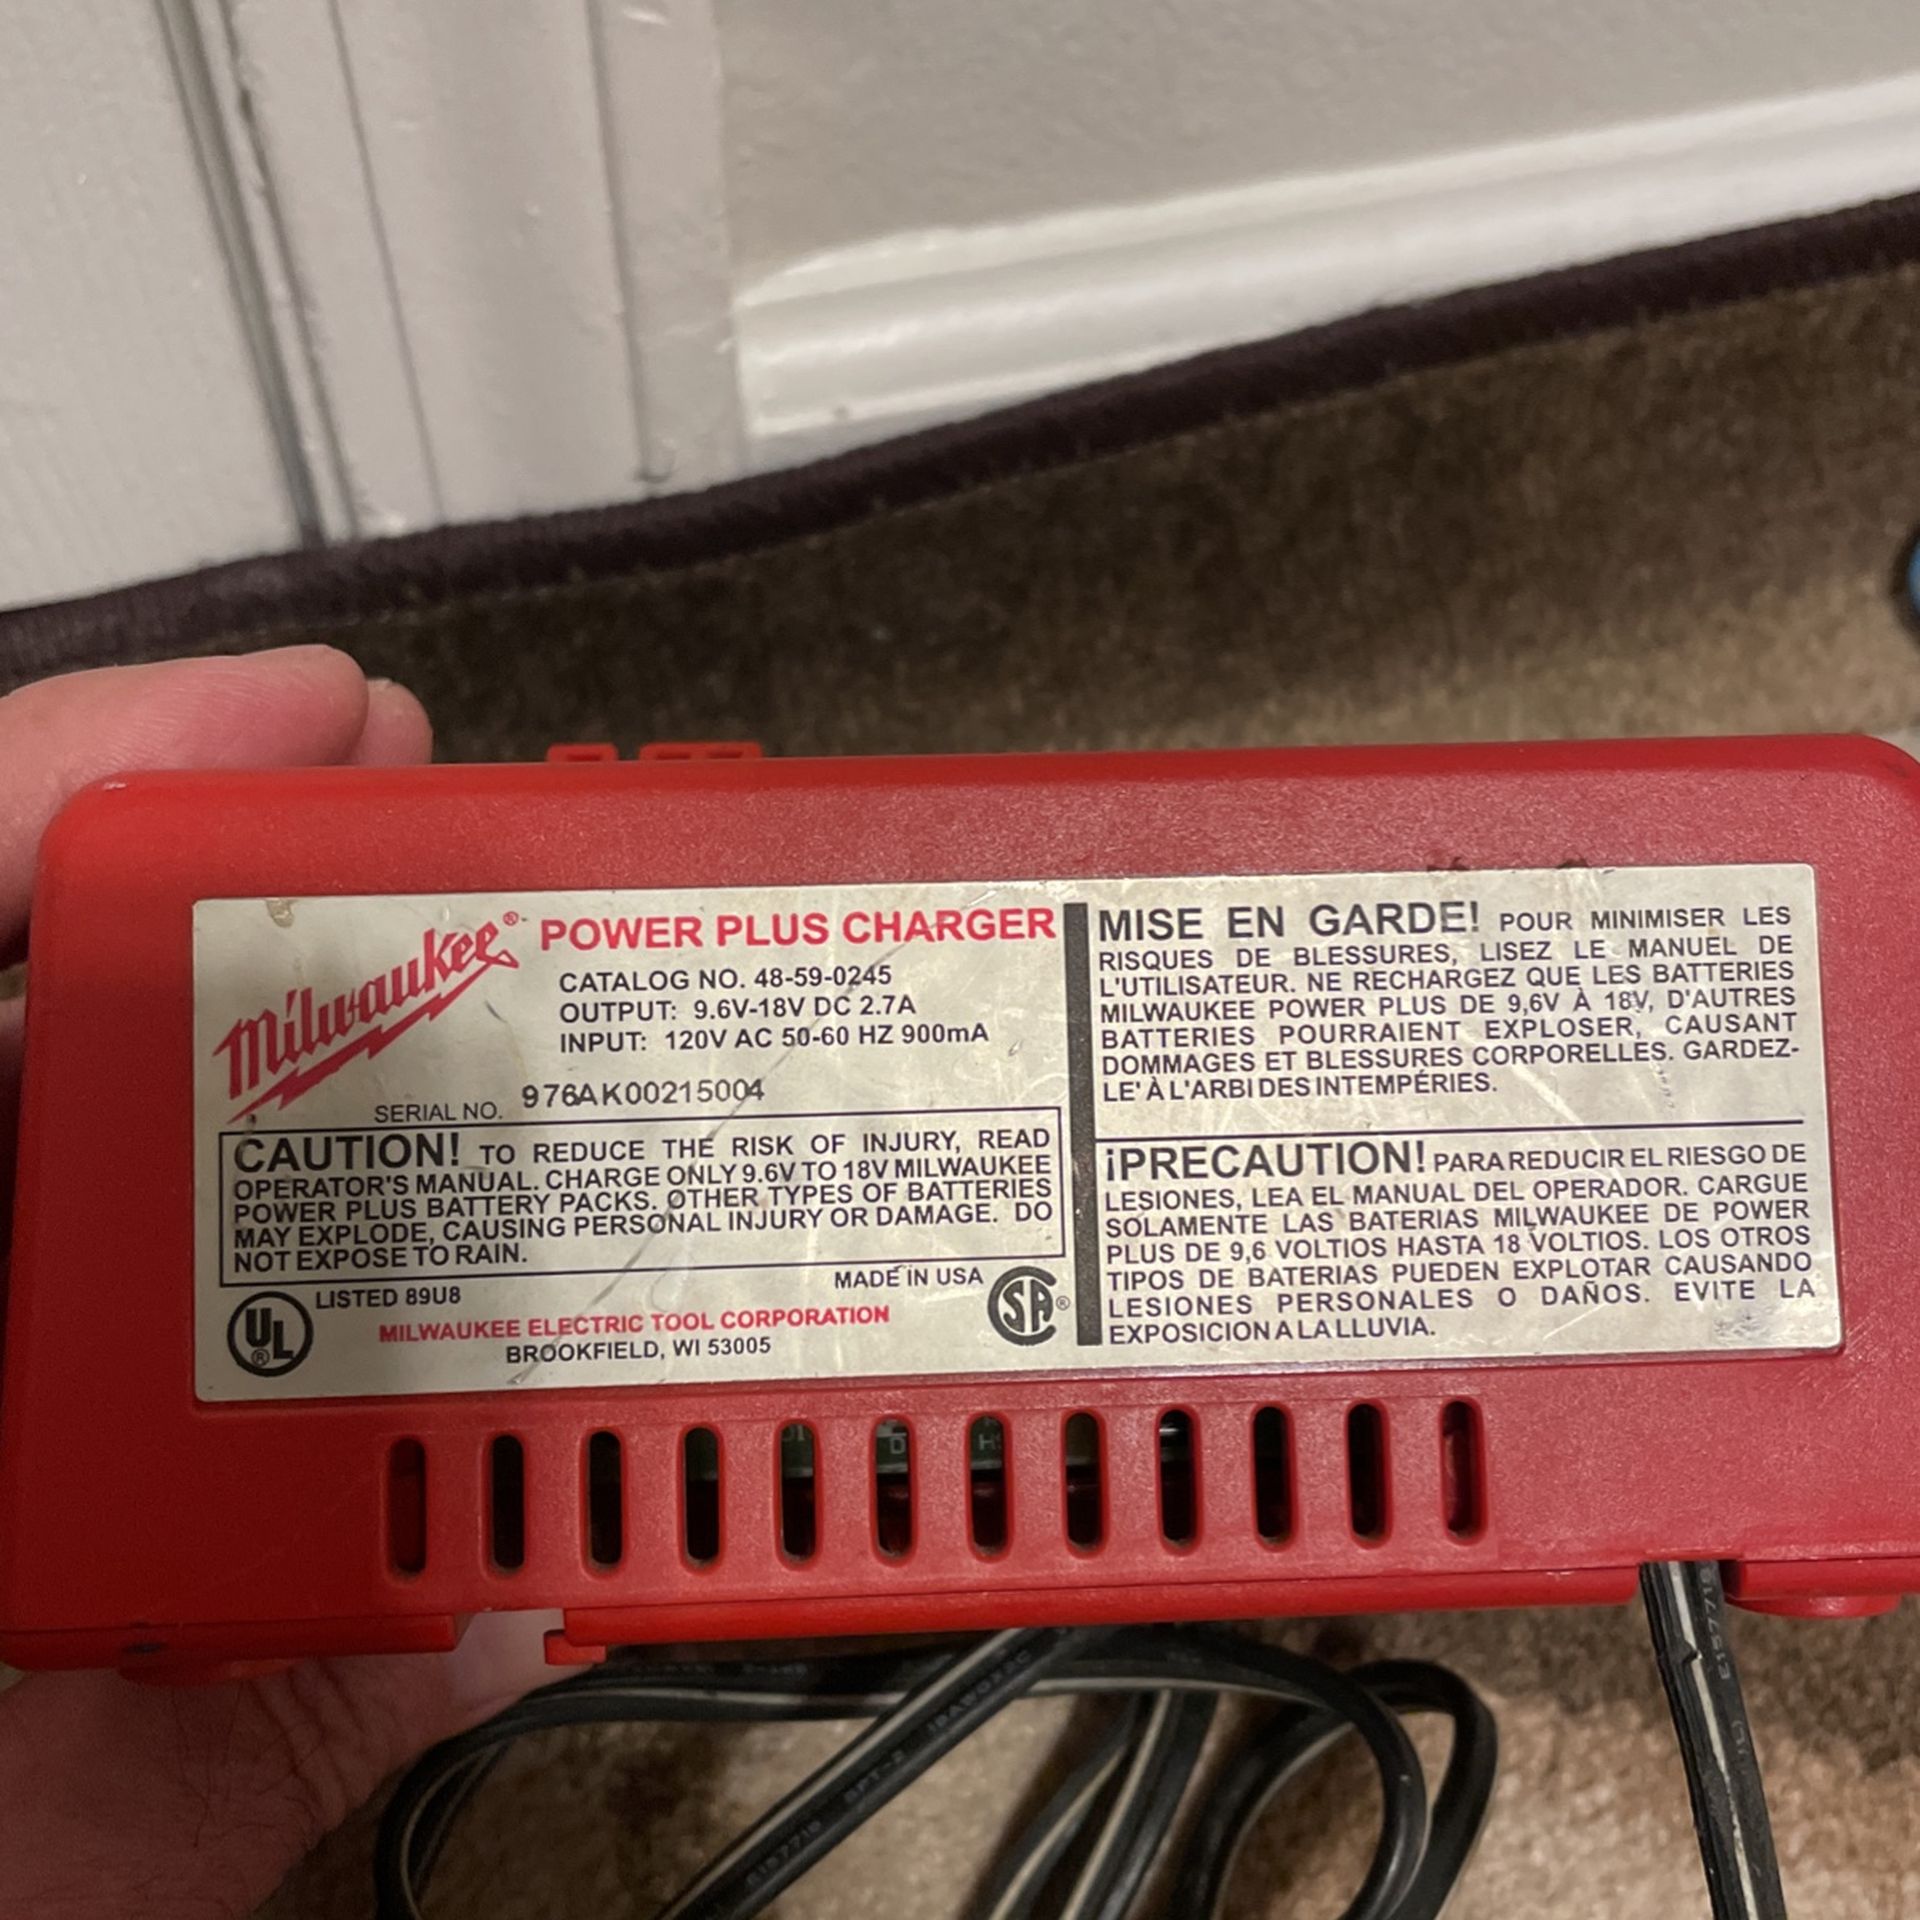 Milwaukee® POWER PLUS CHARGER
CATALOG NO. 48-59-0245
OUTPUT: 9.6V-18V DC 2.7A
INPUT: 120V AC 50-60 HZ 900mA
SERIAL NO. 976AK00215004
CAUTION! TO REDUCE THE RISK OF INJURY, READ
OPERATOR'S MANUAL. CHARGE ONLY 9.6V TO 18V MILWAUKEE
POWER PLUS BATTERY PACKS. OTHER TYPES OF BATTERIES
MAY EXPLODE, CAUSING PERSONAL INJURY OR DAMAGE. DO
NOT EXPOSE TO RAIN.
UL® LISTED 89U8
MADE IN USA
SA®
MILWAUKEE ELECTRIC TOOL CORPORATION
BROOKFIELD, WI 53005
MISE EN GARDE! POUR MINIMISER LES
RISQUES DE BLESSURES, LISEZ LE MANUEL DE
L'UTILISATEUR. NE RECHARGEZ QUE LES BATTERIES
MILWAUKEE POWER PLUS DE 9,6V À 18V, D'AUTRES
BATTERIES POURRAIENT EXPLOSER, CAUSANT
DOMMAGES ET BLESSURES CORPORELLES. GARDEZ-
LE' À L'ARBI DES INTEMPÉRIES.
¡PRECAUTION! PARA REDUCIR EL RIESGO DE
LESIONES, LEA EL MANUAL DEL OPERADOR. CARGUE
SOLAMENTE LAS BATERIAS MILWAUKEE DE POWER
PLUS DE 9,6 VOLTIOS HASTA 18 VOLTIOS. LOS OTROS
TIPOS DE BATERIAS PUEDEN EXPLOTAR CAUSANDO
LESIONES PERSONALES O DAÑOS. EVITE LA
EXPOSICION A LA LLUVIA.
E157718
18AWGX2C
SPT-2
E157718